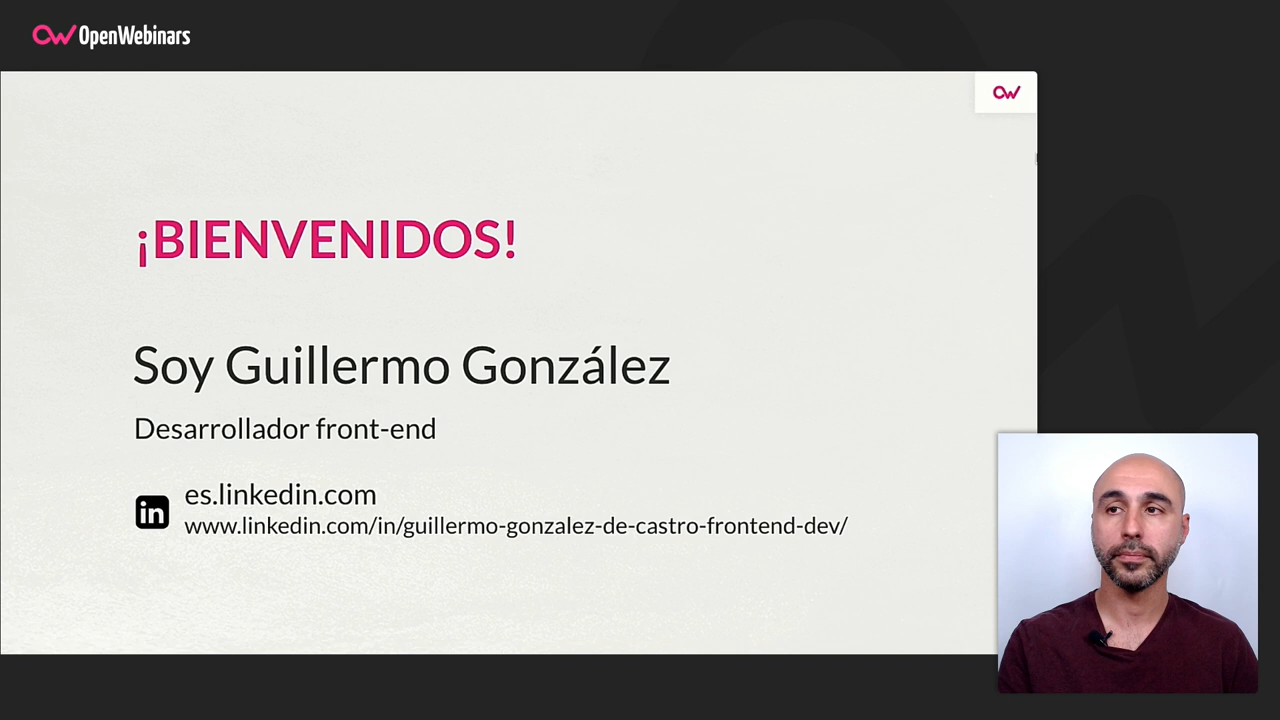 OpenWebinars
¡BIENVENIDOS!
Soy Guillermo González
Desarrollador front-end
in
es.linkedin.com
www.linkedin.com/in/guillermo-gonzalez-de-castro-frontend-dev/